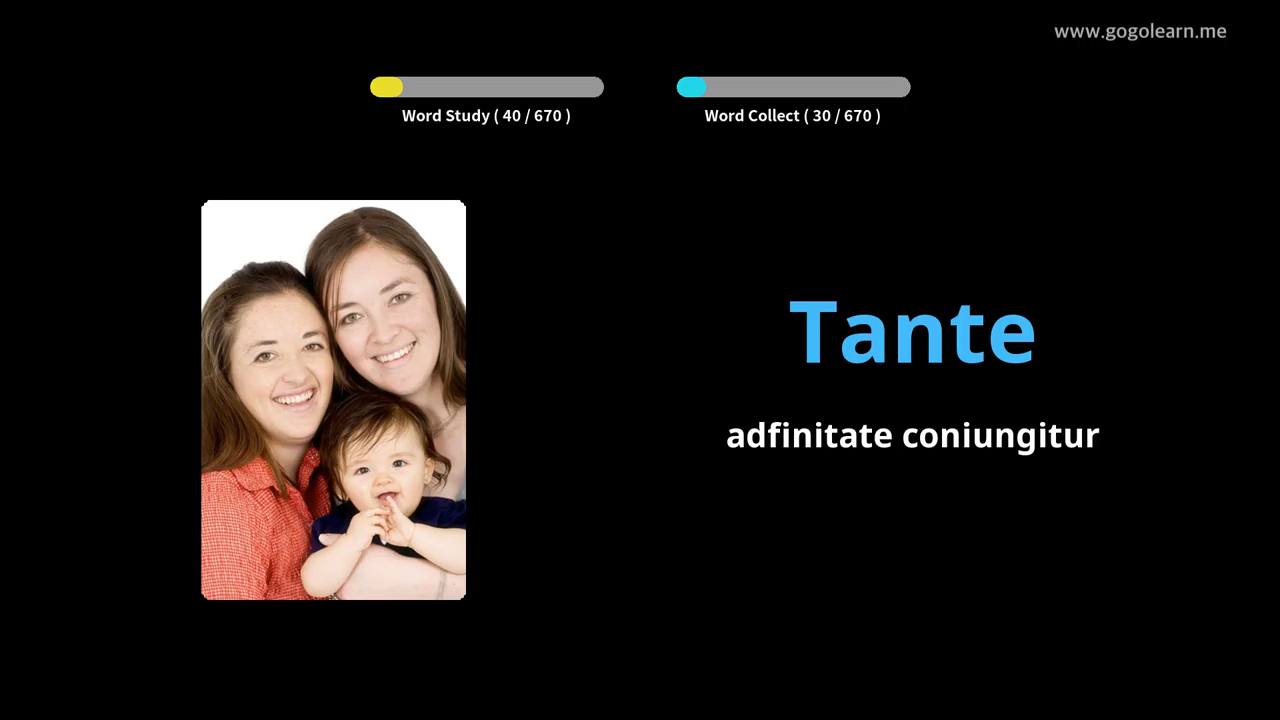 www.gogolearn.me
Word Study ( 40 / 670 )
Word Collect ( 30 / 670 )
Tante
adfinitate coniungitur